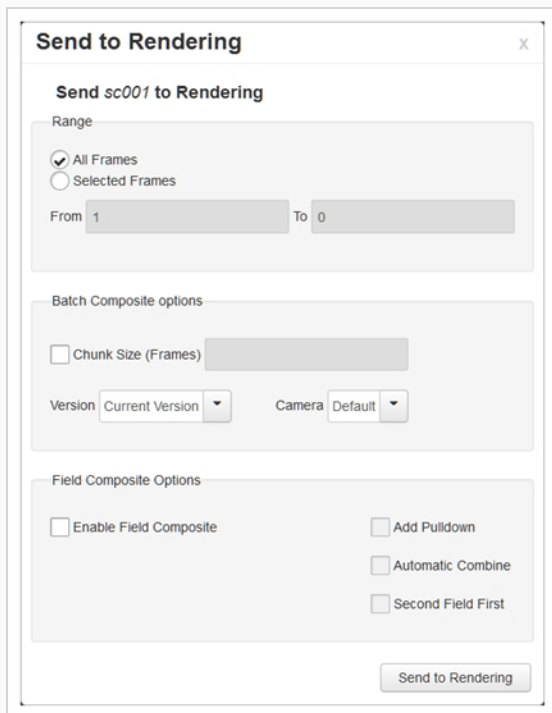 Send to Rendering x
Send sc001 to Rendering
Range
All Frames
Selected Frames
From 1 To 0
Batch Composite options
Chunk Size (Frames)
Version Current Version Camera Default
Field Composite Options
Enable Field Composite Add Pulldown
Automatic Combine
Second Field First
Send to Rendering